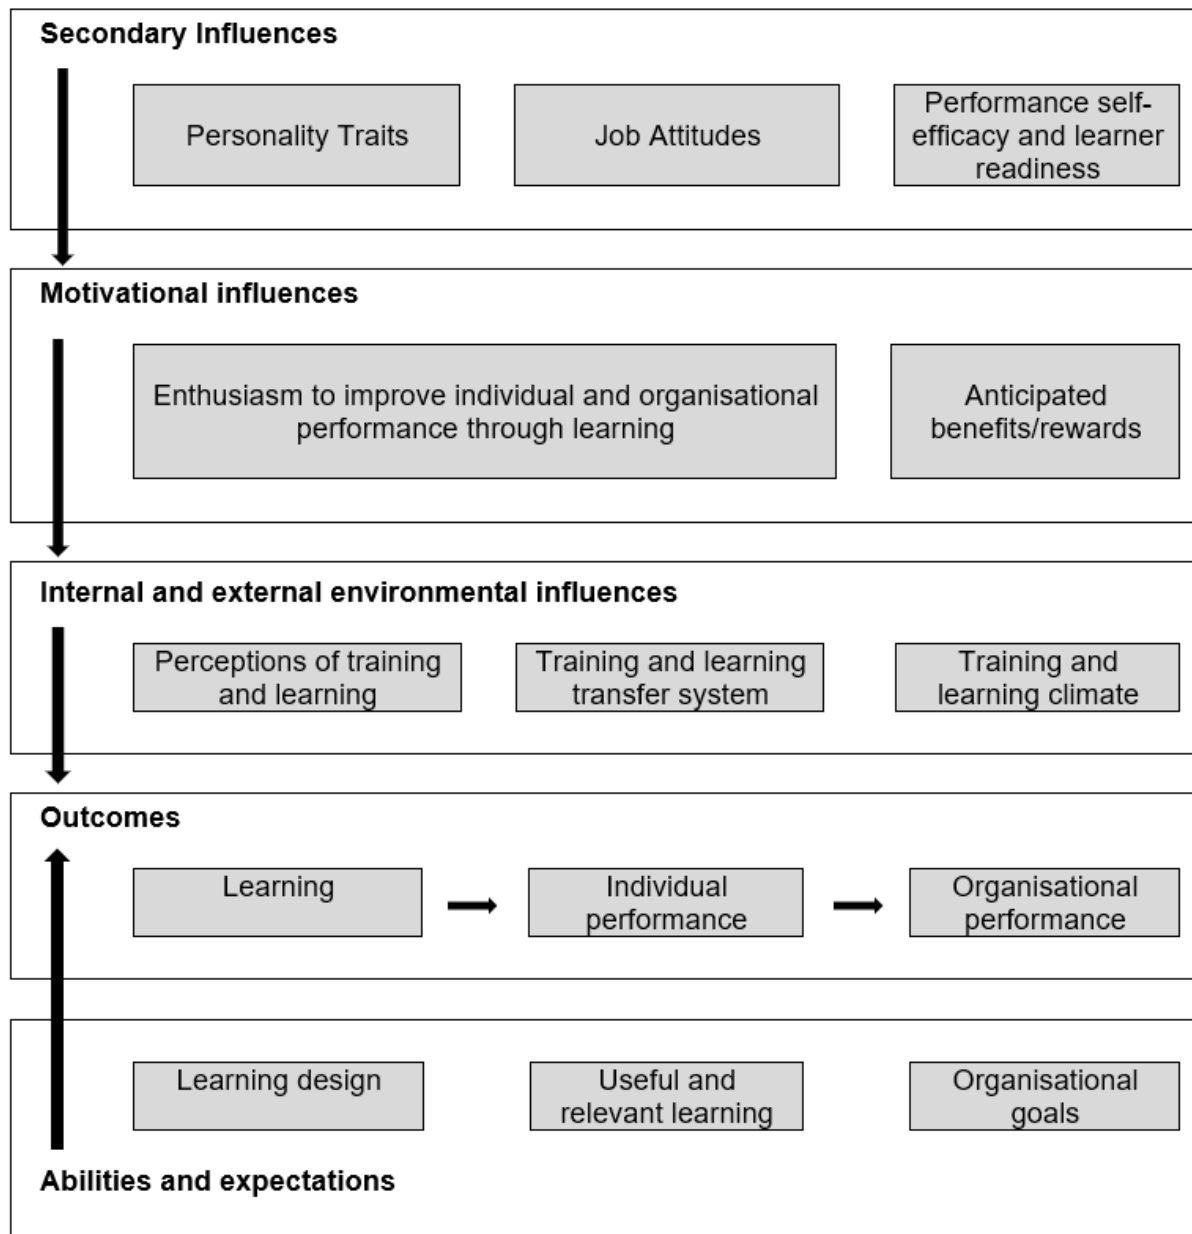 Secondary Influences
Personality Traits
Job Attitudes
Performance self-
efficacy and learner
readiness
Motivational influences
Enthusiasm to improve individual and organisational
performance through learning
Anticipated
benefits/rewards
Internal and external environmental influences
Perceptions of training
and learning
Training and learning
transfer system
Training and
learning climate
Outcomes
Learning
Individual
performance
Organisational
performance
Learning design
Useful and
relevant learning
Organisational
goals
Abilities and expectations